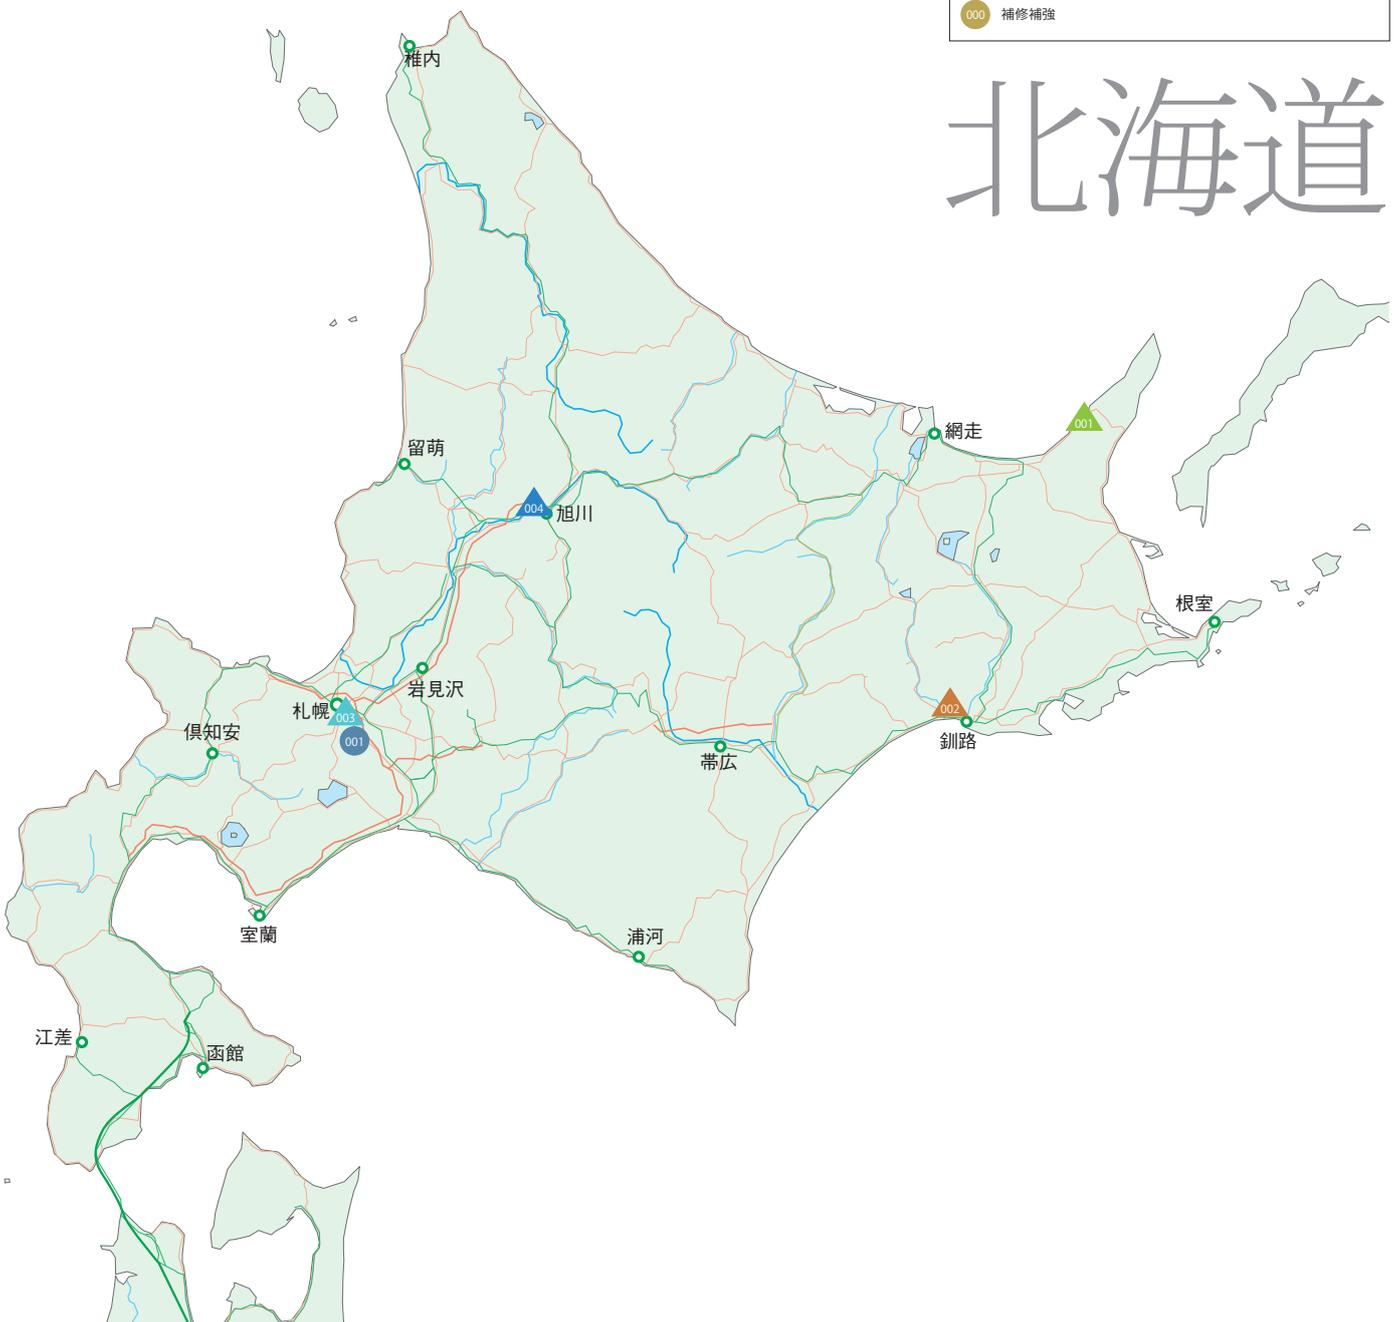 000 補修補強
北海道
稚内
001
網走
留萌
004
旭川
根室
岩見沢
札幌
003
002
倶知安
001
釧路
帯広
室蘭
浦河
江差
函館